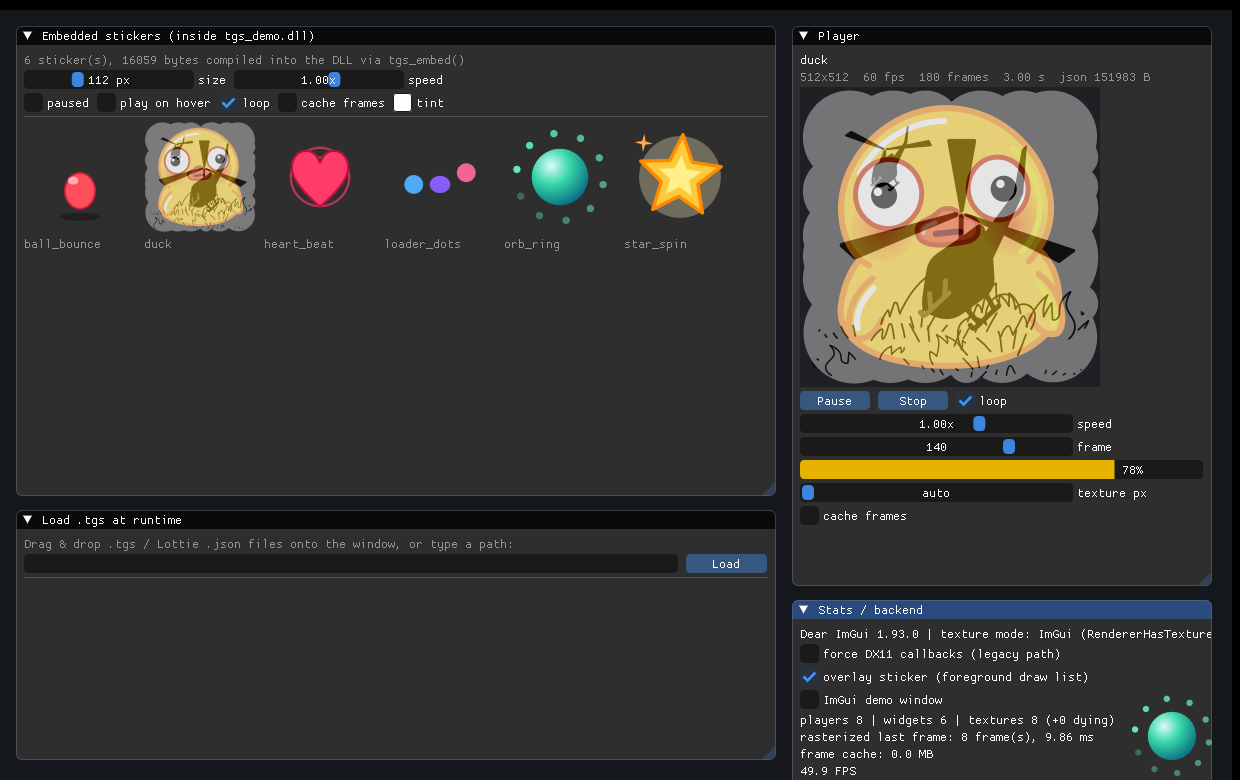 Embedded stickers (inside tgs_demo.dll)
6 sticker(s), 16059 bytes compiled into the DLL via tgs_embed()
112 px size 1.00x speed
paused play on hover loop cache frames tint
ball_bounce duck heart_beat loader_dots orb_ring star_spin
Load .tgs at runtime
Drag & drop .tgs / Lottie .json files onto the window, or type a path:
Load
Player
duck
512x512 60 fps 180 frames 3.00 s json 151983 B
Pause Stop loop
1.00x speed
140 frame
78%
auto texture px
cache frames
Stats / backend
Dear ImGui 1.93.0 | texture mode: ImGui (RendererHasTexture
force DX11 callbacks (legacy path)
overlay sticker (foreground draw list)
ImGui demo window
players 8 | widgets 6 | textures 8 (+0 dying)
rasterized last frame: 8 frame(s), 9.86 ms
frame cache: 0.0 MB
49.9 FPS